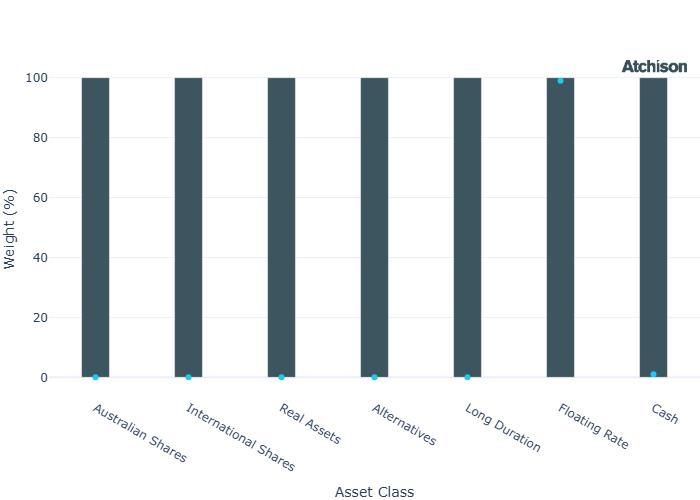 Atchison
100
80
60
40
20
0
Weight (%)
Australian Shares
International Shares
Real Assets
Alternatives
Long Duration
Floating Rate
Cash
Asset Class